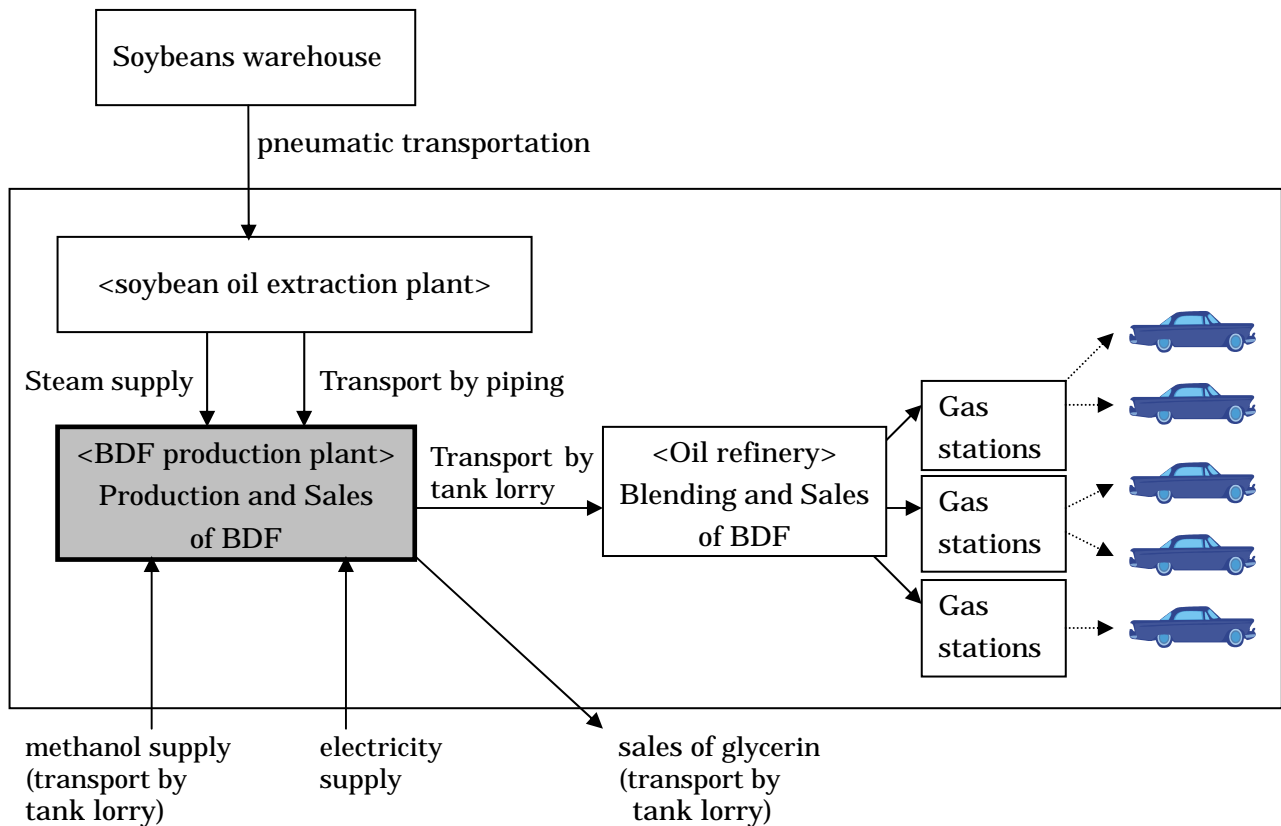 Soybeans warehouse
pneumatic transportation
<soybean oil extraction plant>
Steam supply
Transport by piping
<BDF production plant>
Production and Sales
of BDF
Transport by
tank lorry
<Oil refinery>
Blending and Sales
of BDF
Gas
stations
Gas
stations
Gas
stations
methanol supply
(transport by
tank lorry)
electricity
supply
sales of glycerin
(transport by
tank lorry)